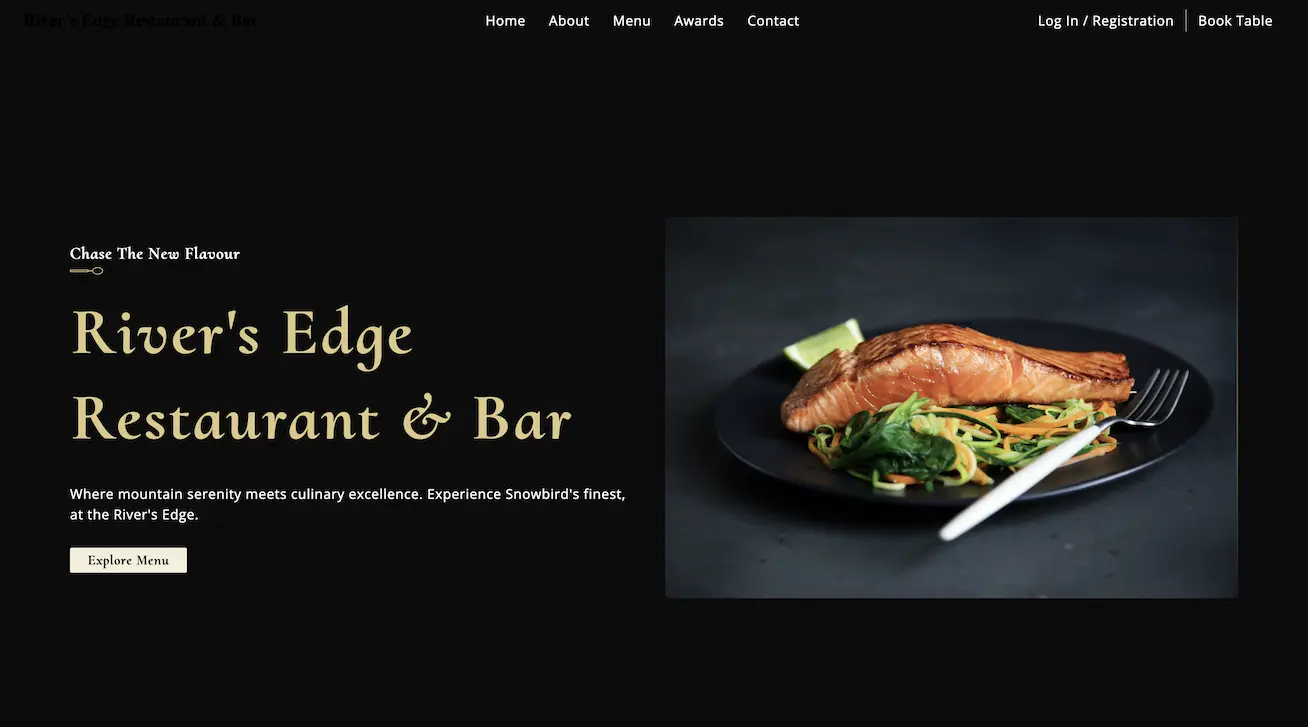 River's Edge Restaurant & Bar
Home About Menu Awards Contact
Log In / Registration Book Table
Chase The New Flavour
River's Edge
Restaurant & Bar
Where mountain serenity meets culinary excellence. Experience Snowbird's finest,
at the River's Edge.
Explore Menu